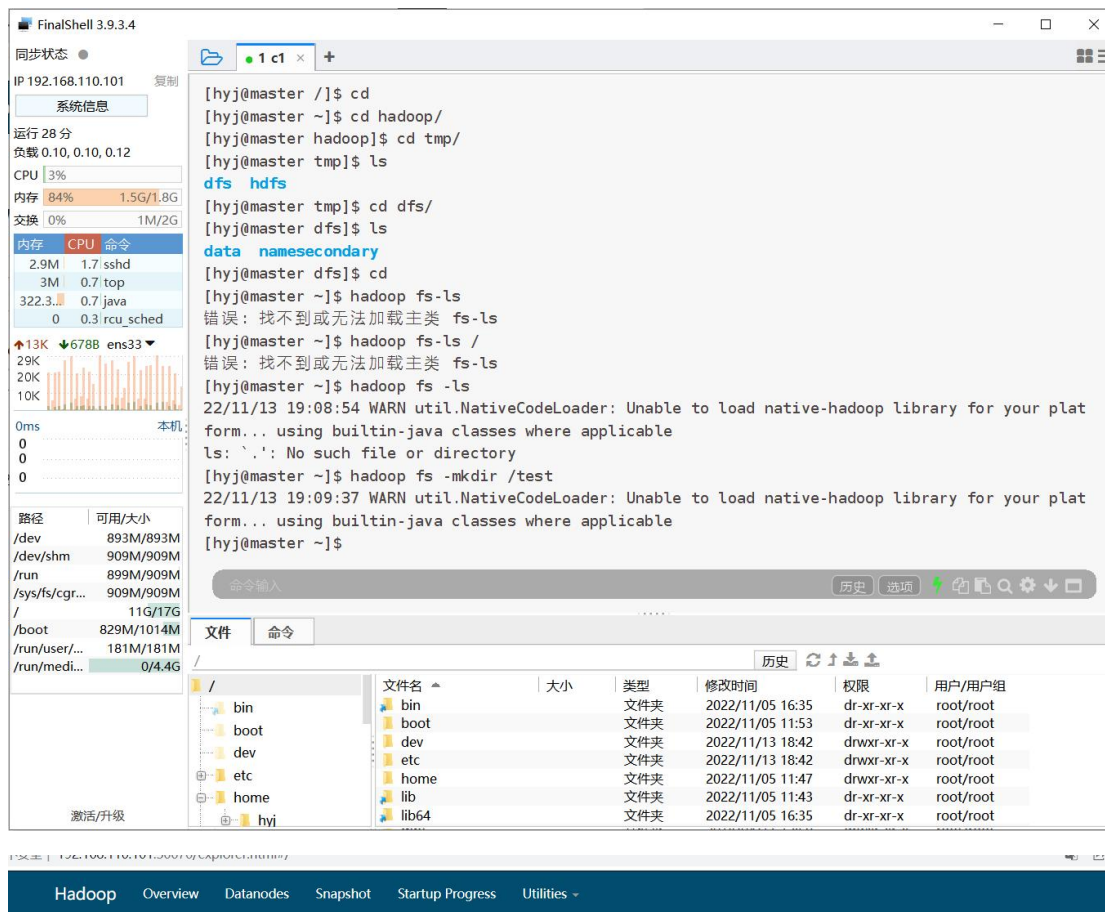 FinalShell 3.9.3.4
同步状态
1 c1 × +
IP 192.168.110.101 复制
系统信息
运行 28 分
负载 0.10, 0.10, 0.12
CPU 3%
内存 84% 1.5G/1.8G
交换 0% 1M/2G
内存 CPU 命令
2.9M 1.7 sshd
3M 0.7 top
322.3... 0.7 java
0 0.3 rcu_sched
13K 678B ens33
29K
20K
10K
0ms 本机
0
0
0
路径 可用/大小
/dev 893M/893M
/dev/shm 909M/909M
/run 899M/909M
/sys/fs/cgr... 909M/909M
/ 11G/17G
/boot 829M/1014M
/run/user/... 181M/181M
/run/medi... 0/4.4G
激活/升级
[hyj@master /]$ cd
[hyj@master ~]$ cd hadoop/
[hyj@master hadoop]$ cd tmp/
[hyj@master tmp]$ ls
dfs hdfs
[hyj@master tmp]$ cd dfs/
[hyj@master dfs]$ ls
data namesecondary
[hyj@master dfs]$ cd
[hyj@master ~]$ hadoop fs-ls
错误: 找不到或无法加载主类 fs-ls
[hyj@master ~]$ hadoop fs-ls /
错误: 找不到或无法加载主类 fs-ls
[hyj@master ~]$ hadoop fs -ls
22/11/13 19:08:54 WARN util.NativeCodeLoader: Unable to load native-hadoop library for your plat
form... using builtin-java classes where applicable
ls: `.': No such file or directory
[hyj@master ~]$ hadoop fs -mkdir /test
22/11/13 19:09:37 WARN util.NativeCodeLoader: Unable to load native-hadoop library for your plat
form... using builtin-java classes where applicable
[hyj@master ~]$
命令输入 历史 选项
文件 命令
/ 历史
/
bin
boot
dev
etc
home
hyj
文件名 大小 类型 修改时间 权限 用户/用户组
bin 文件夹 2022/11/05 16:35 dr-xr-xr-x root/root
boot 文件夹 2022/11/05 11:53 dr-xr-xr-x root/root
dev 文件夹 2022/11/13 18:42 drwxr-xr-x root/root
etc 文件夹 2022/11/13 18:42 drwxr-xr-x root/root
home 文件夹 2022/11/05 11:47 drwxr-xr-x root/root
lib 文件夹 2022/11/05 11:43 dr-xr-xr-x root/root
lib64 文件夹 2022/11/05 16:35 dr-xr-xr-x root/root
Hadoop Overview Datanodes Snapshot Startup Progress Utilities